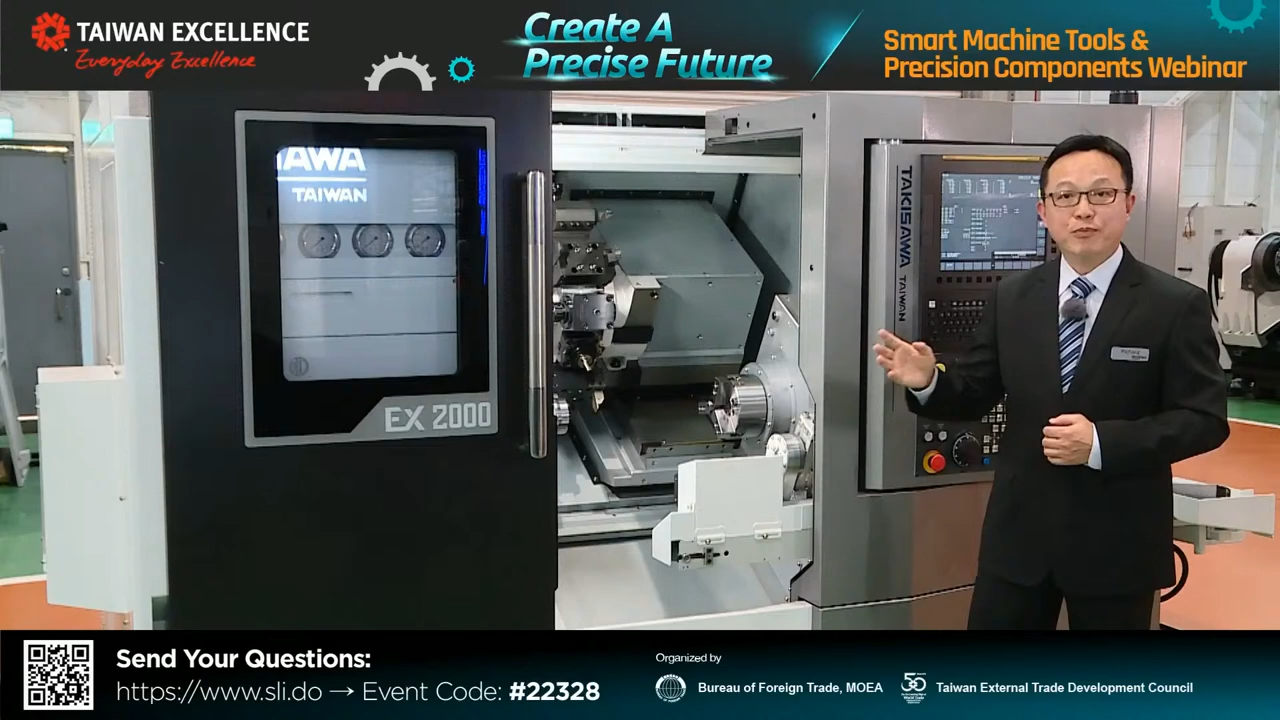 TAIWAN EXCELLENCE
Everyday Excellence
Create A
Precise Future
Smart Machine Tools &
Precision Components Webinar
AWA
TAIWAN
EX 2000
TAKISAWA TAIWAN
Send Your Questions:
https://www.sli.do → Event Code: #22328
Organized by
Bureau of Foreign Trade, MOEA
50
Taiwan External Trade Development Council